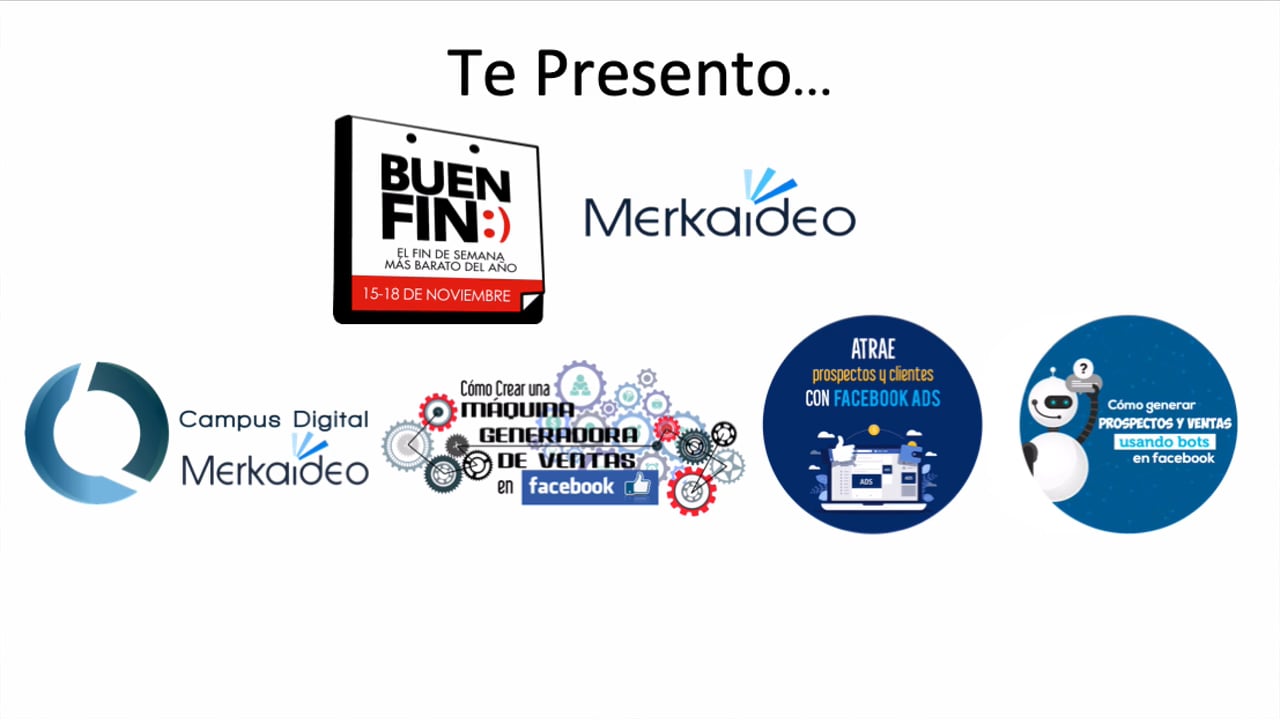 Te Presento...
BUEN
FIN:)
EL FIN DE SEMANA
MÁS BARATO DEL AÑO
15-18 DE NOVIEMBRE
Merkaideo
Campus Digital
Merkaideo
Cómo Crear una
MÁQUINA
GENERADORA
DE VENTAS
en facebook
ATRAE
prospectos y clientes
CON FACEBOOK ADS
ADS
ADS
?
Cómo generar
PROSPECTOS Y VENTAS
usando bots
en facebook